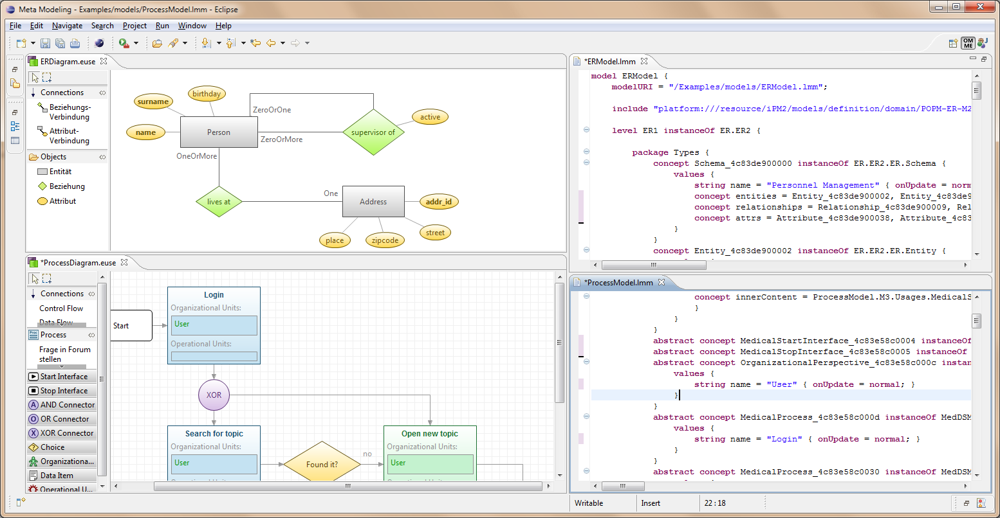 Meta Modeling - Examples/models/ProcessModel.lmm - Eclipse
File Edit Navigate Search Project Run Window Help
OM
ME
J
ERDiagram.euse
Connections
Beziehungs-
Verbindung
Attribut-
Verbindung
Objects
Entität
Beziehung
Attribut
surname
birthday
name
Person
ZeroOrOne
ZeroOrMore
OneOrMore
supervisor of
active
lives at
One
Address
addr_id
place
zipcode
street
*ProcessDiagram.euse
Connections
Control Flow
Data Flow
Process
Frage in Forum
stellen
Start Interface
Stop Interface
A AND Connector
O OR Connector
X XOR Connector
? Choice
Organizationa...
Data Item
Operational U...
Start
Login
Organizational Units:
User
Operational Units:
XOR
Search for topic
Organizational Units:
User
Found it?
no
Open new topic
Organizational Units:
User
*ERModel.lmm
model ERModel {
modelURI = "/Examples/models/ERModel.lmm";
include "platform:///resource/iPM2/models/definition/domain/POPM-ER-M2
level ER1 instanceOf ER.ER2 {
package Types {
concept Schema_4c83de900000 instanceOf ER.ER2.ER.Schema {
values {
string name = "Personnel Management" { onUpdate = norm
concept entities = Entity_4c83de900002, Entity_4c83de9
concept relationships = Relationship_4c83de900009, Rel
concept attrs = Attribute_4c83de900038, Attribute_4c83
}
}
concept Entity_4c83de900002 instanceOf ER.ER2.ER.Entity {
*ProcessModel.lmm
concept innerContent = ProcessModel.M3.Usages.MedicalS
}
}
}
abstract concept MedicalStartInterface_4c83e58c0004 instanceOf
abstract concept MedicalStopInterface_4c83e58c0005 instanceOf
abstract concept OrganizationalPerspective_4c83e58c000c instan
values {
string name = "User" { onUpdate = normal; }
}
}
abstract concept MedicalProcess_4c83e58c000d instanceOf MedDSM
values {
string name = "Login" { onUpdate = normal; }
}
}
abstract concept MedicalProcess_4c83e58c0030 instanceOf MedDSM
Writable Insert 22 : 18